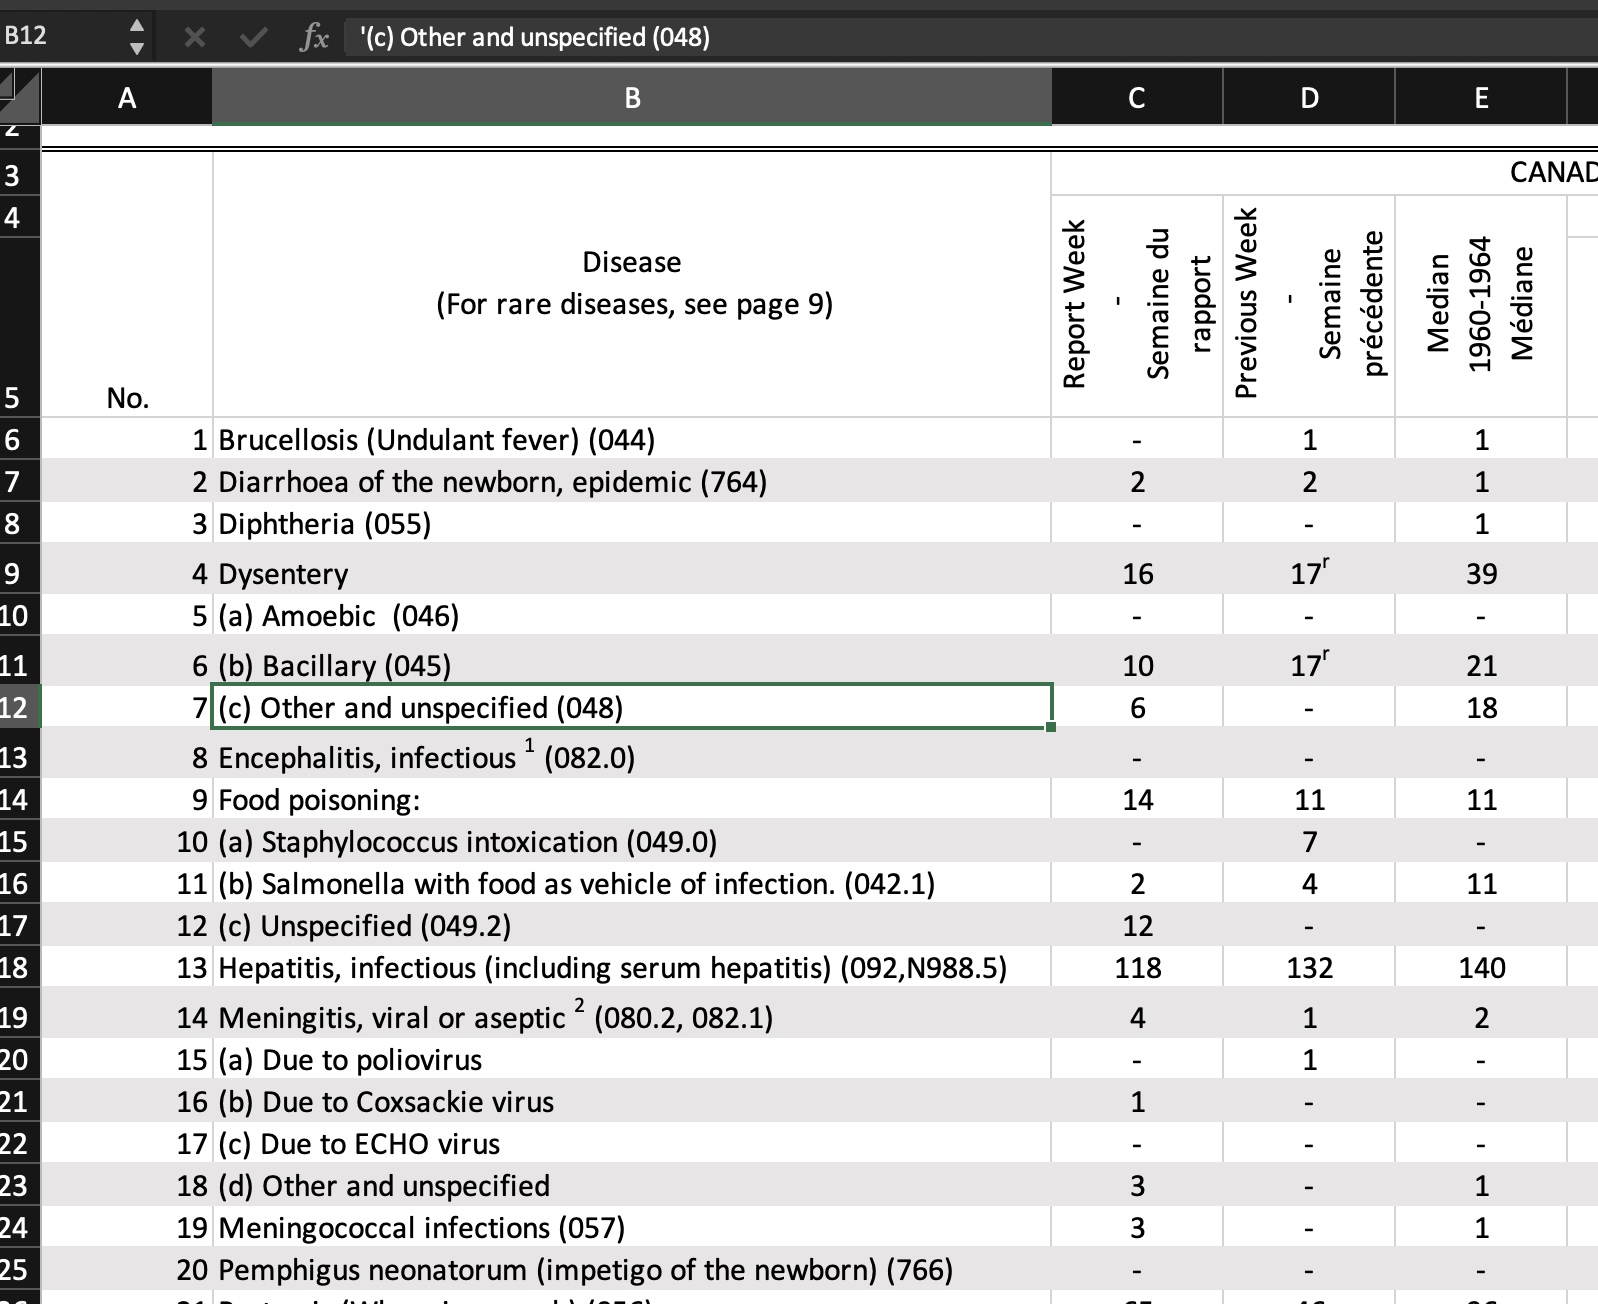 B12 fx '(c) Other and unspecified (048)
A B C D E
2
3 CANAD
4
5 No. Disease
(For rare diseases, see page 9)
Report Week
-
Semaine du
rapport
Previous Week
-
Semaine
précédente
Median
1960-1964
Médiane
6 1 Brucellosis (Undulant fever) (044) - 1 1
7 2 Diarrhoea of the newborn, epidemic (764) 2 2 1
8 3 Diphtheria (055) - - 1
9 4 Dysentery 16 17r 39
10 5 (a) Amoebic  (046) - - -
11 6 (b) Bacillary (045) 10 17r 21
12 7 (c) Other and unspecified (048) 6 - 18
13 8 Encephalitis, infectious 1 (082.0) - - -
14 9 Food poisoning: 14 11 11
15 10 (a) Staphylococcus intoxication (049.0) - 7 -
16 11 (b) Salmonella with food as vehicle of infection. (042.1) 2 4 11
17 12 (c) Unspecified (049.2) 12 - -
18 13 Hepatitis, infectious (including serum hepatitis) (092,N988.5) 118 132 140
19 14 Meningitis, viral or aseptic 2 (080.2, 082.1) 4 1 2
20 15 (a) Due to poliovirus - 1 -
21 16 (b) Due to Coxsackie virus 1 - -
22 17 (c) Due to ECHO virus - - -
23 18 (d) Other and unspecified 3 - 1
24 19 Meningococcal infections (057) 3 - 1
25 20 Pemphigus neonatorum (impetigo of the newborn) (766) - - -